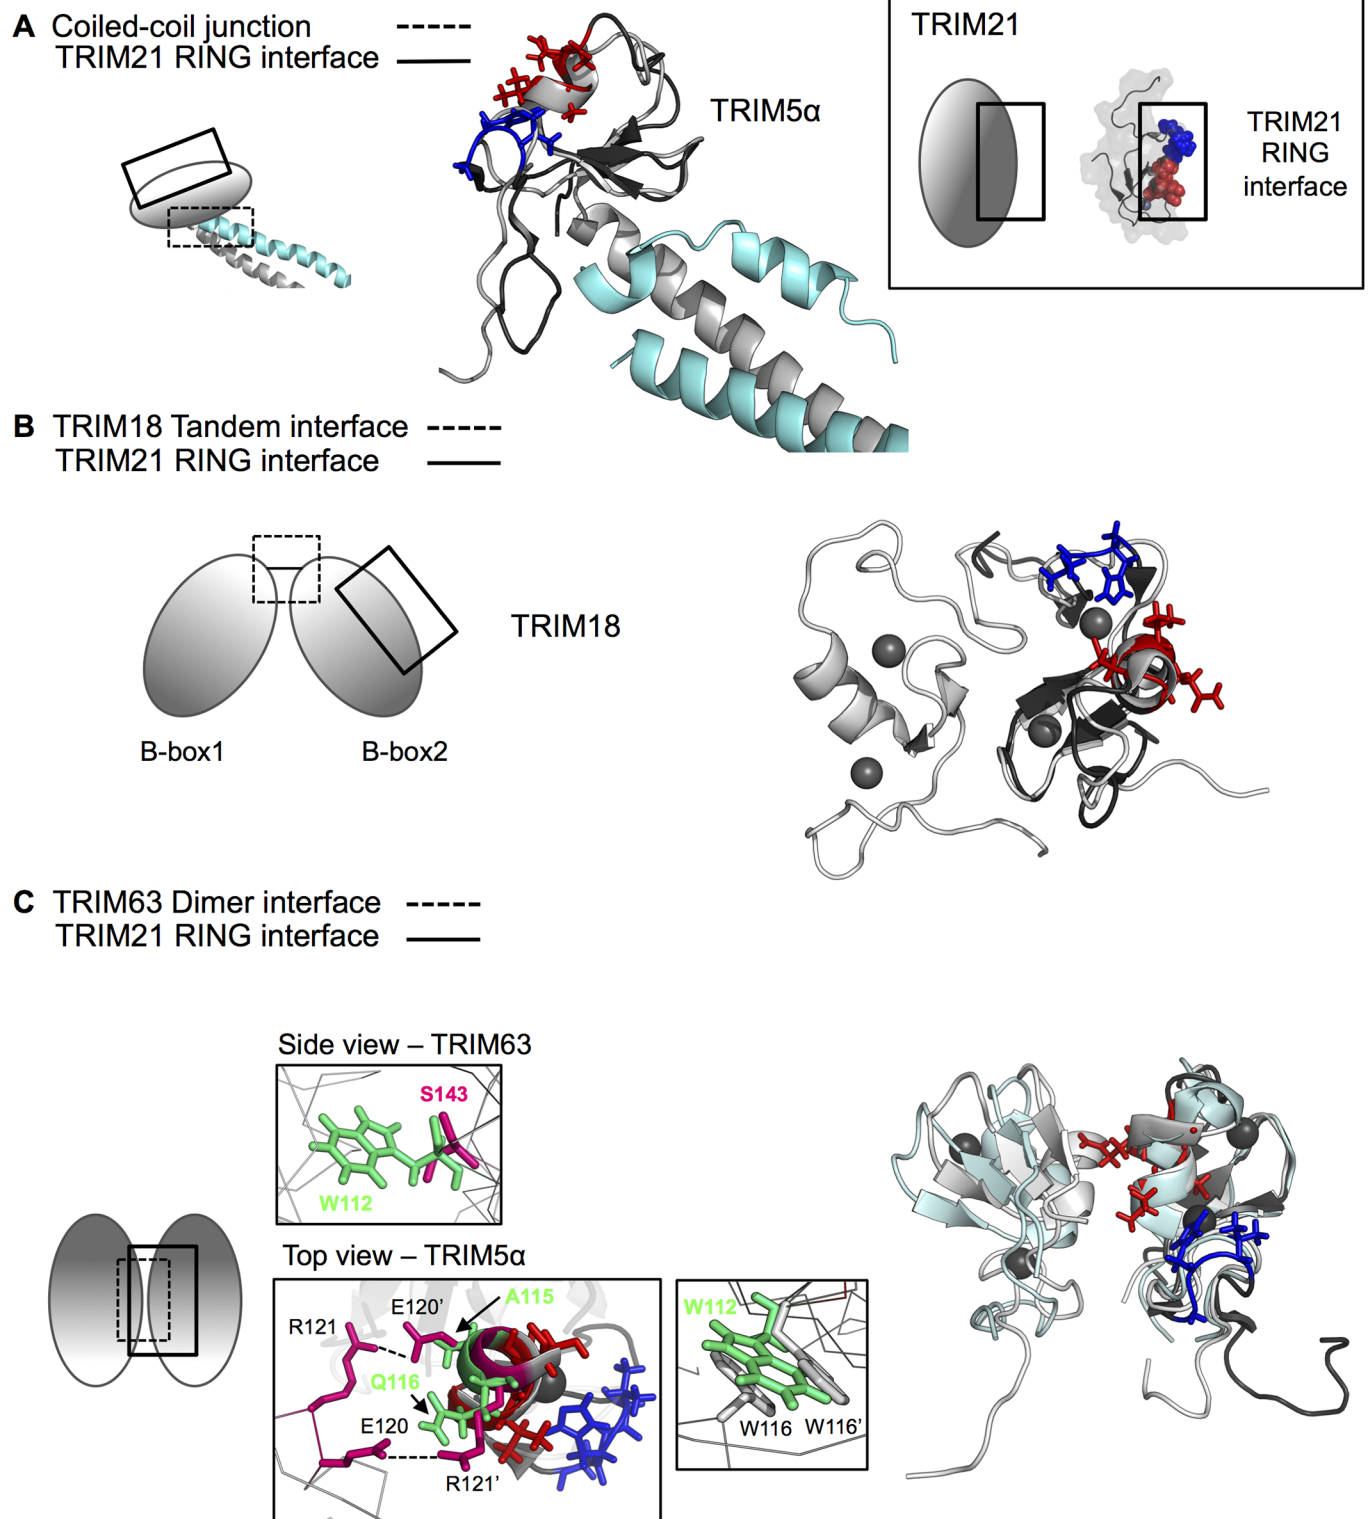 A Coiled-coil junction
TRIM21 RING interface
TRIM5α
TRIM21
TRIM21
RING
interface
B TRIM18 Tandem interface
TRIM21 RING interface
TRIM18
B-box1
B-box2
C TRIM63 Dimer interface
TRIM21 RING interface
Side view – TRIM63
S143
W112
Top view – TRIM5α
E120’
A115
R121
Q116
E120
R121’
W112
W116
W116’